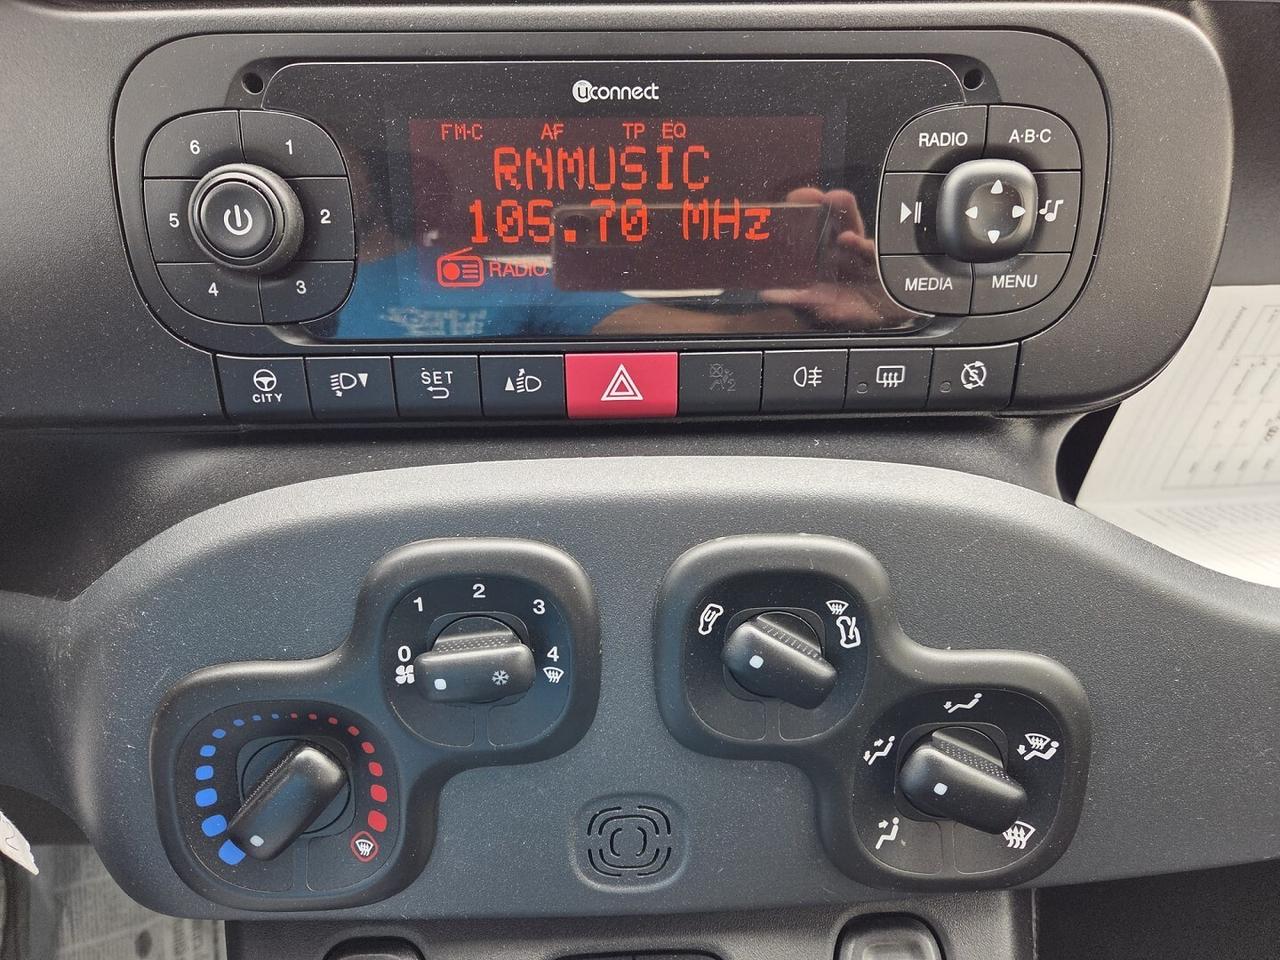 uconnect
FM-C AF TP EQ
RNMUSIC
105.70 MHz
RADIO
6 1
5 2
4 3
RADIO A·B·C
MEDIA MENU
CITY
SET
0 1 2 3 4